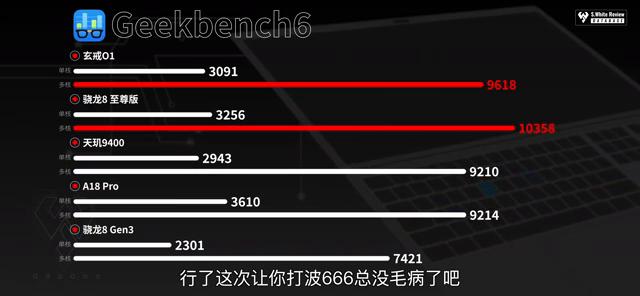 Geekbench6
S.White Review
DATABASE
玄戒O1
单核 3091
多核 9618
骁龙8 至尊版
单核 3256
多核 10358
天玑9400
单核 2943
多核 9210
A18 Pro
单核 3610
多核 9214
骁龙8 Gen3
单核 2301
多核 7421
行了这次让你打波666总没毛病了吧